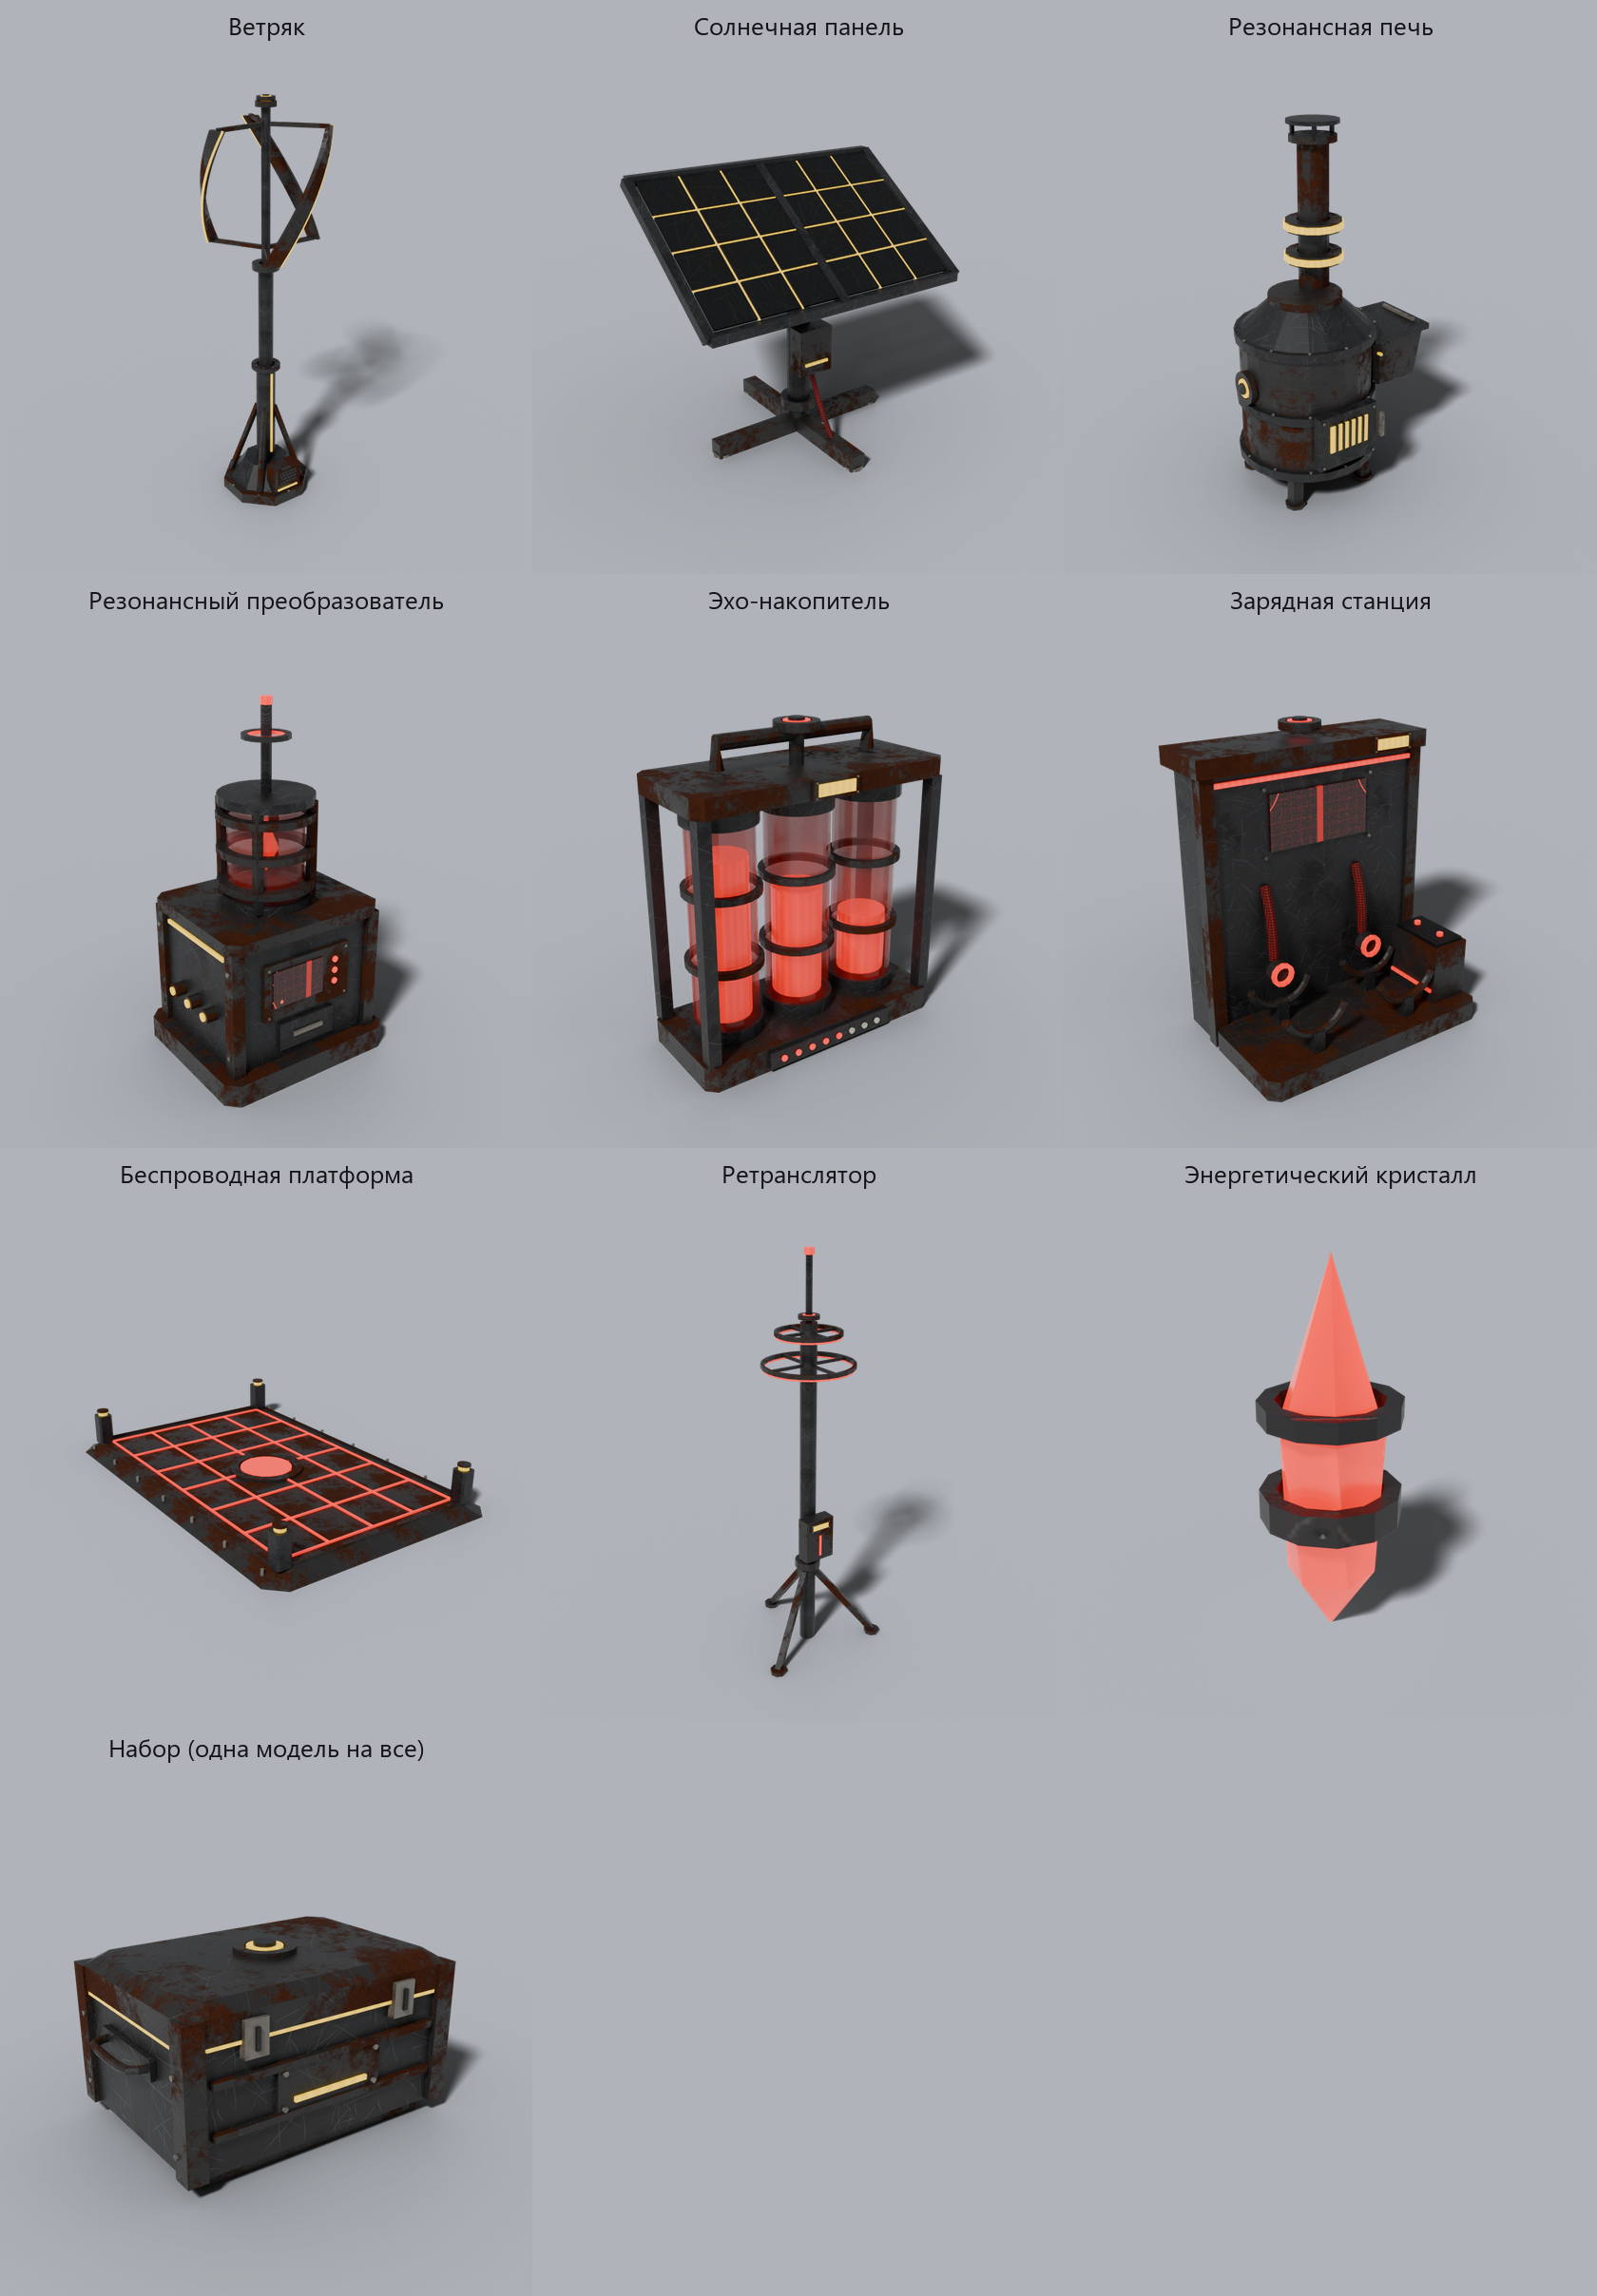 Ветряк
Солнечная панель
Резонансная печь
Резонансный преобразователь
Эхо-накопитель
Зарядная станция
Беспроводная платформа
Ретранслятор
Энергетический кристалл
Набор (одна модель на все)